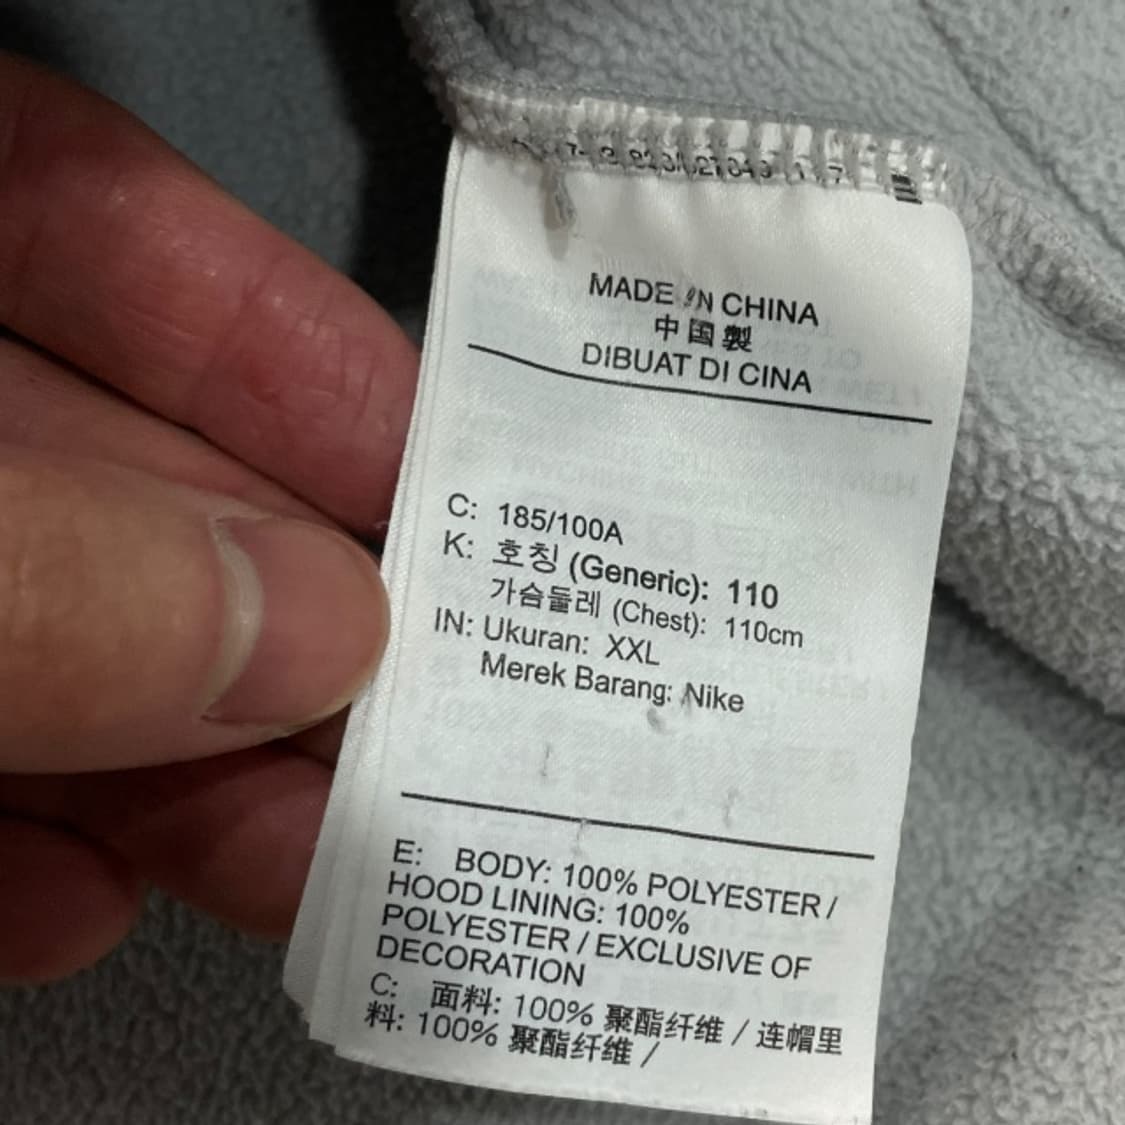 MADE IN CHINA
中国製
DIBUAT DI CINA
C: 185/100A
K: 호칭 (Generic): 110
가슴둘레 (Chest): 110cm
IN: Ukuran: XXL
Merek Barang: Nike
E: BODY: 100% POLYESTER /
HOOD LINING: 100%
POLYESTER / EXCLUSIVE OF
DECORATION
C: 面料: 100% 聚酯纤维 / 连帽里
料: 100% 聚酯纤维 /